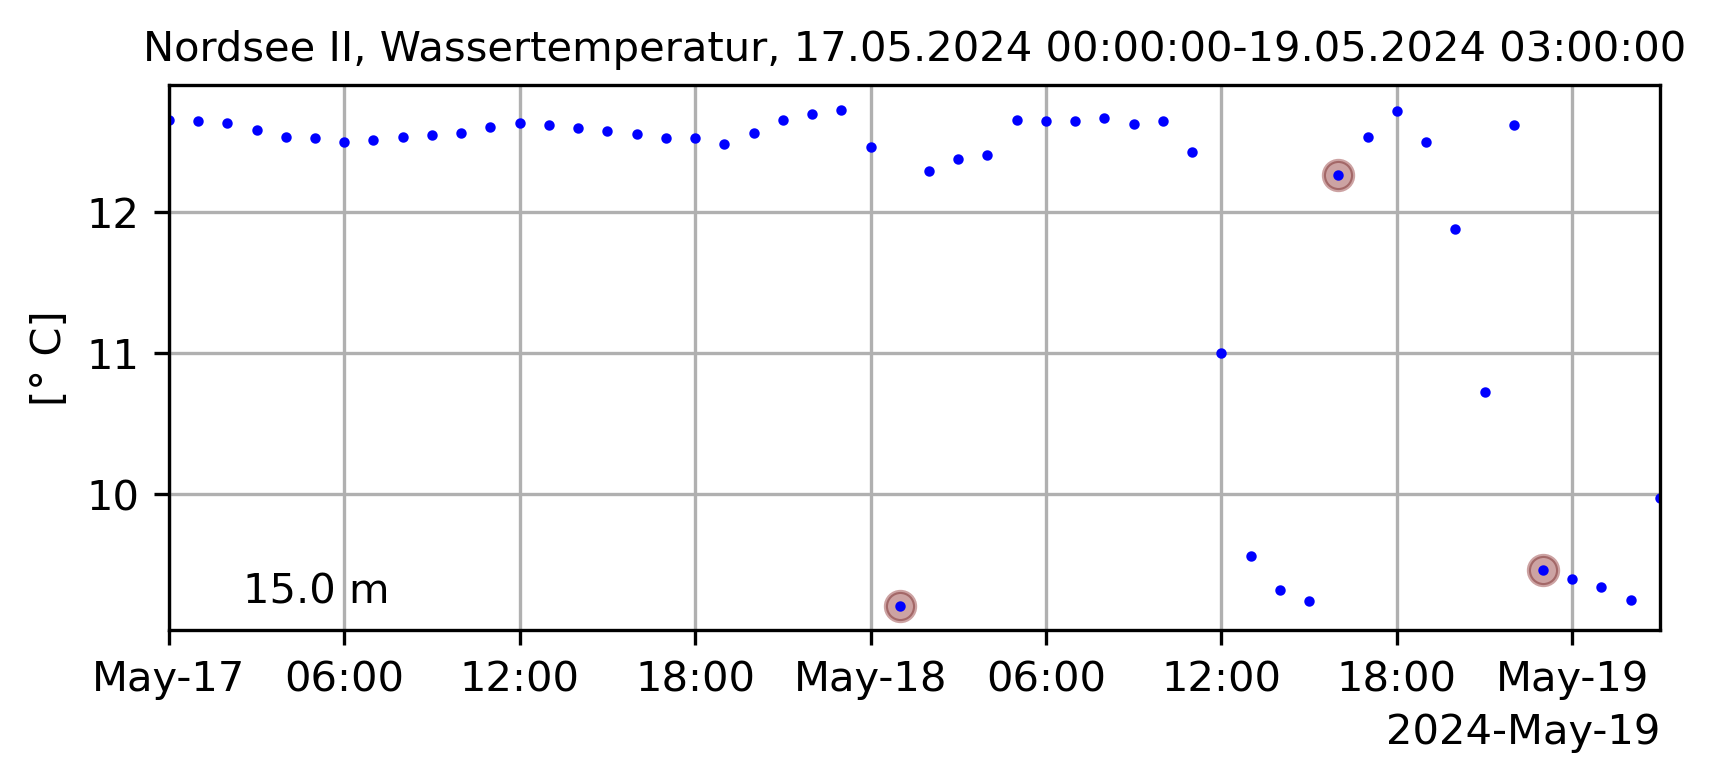 Nordsee II, Wassertemperatur, 17.05.2024 00:00:00-19.05.2024 03:00:00
[° C]
12
11
10
15.0 m
May-17 06:00 12:00 18:00 May-18 06:00 12:00 18:00 May-19
2024-May-19